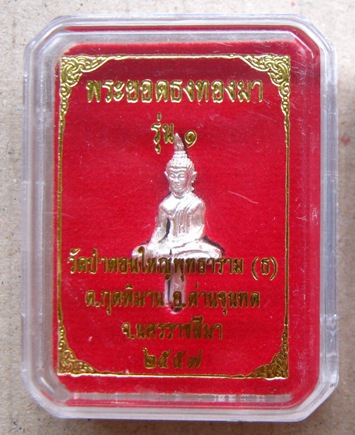 พระยอดธงทองมา
รุ่น ๑
วัดป่าดอนใหญ่พุทธาราม (ธ)
ต.กุดพิมาน อ.ด่านขุนทด
จ.นครราชสีมา
๒๕๕๗